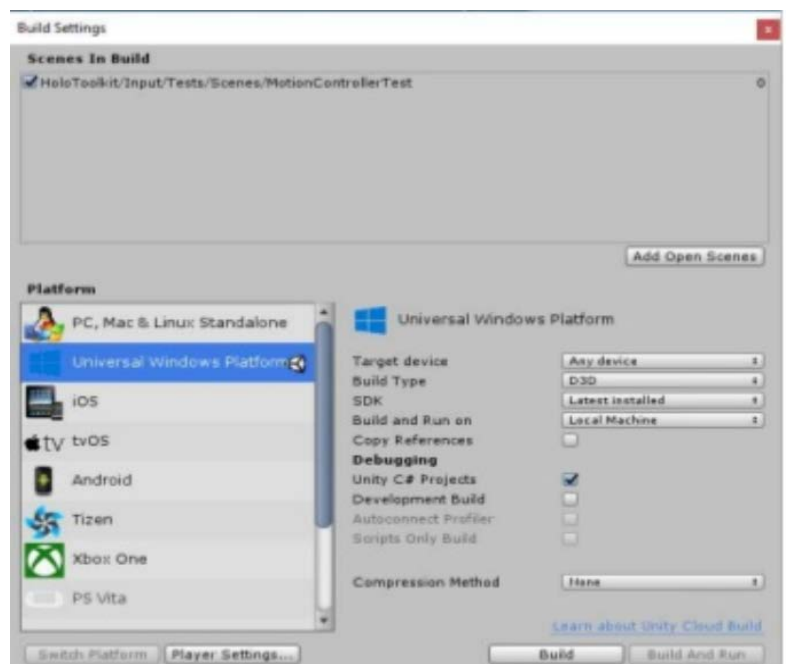 Build Settings
x
Scenes In Build
HoloToolkit/Input/Tests/Scenes/MotionControllerTest 0
Add Open Scenes
Platform
PC, Mac & Linux Standalone
Universal Windows Platform
iOS
tv tvOS
Android
Tizen
Xbox One
PS Vita
Switch Platform Player Settings...
Universal Windows Platform
Target device Any device
Build Type D3D
SDK Latest installed
Build and Run on Local Machine
Copy References
Debugging
Unity C# Projects
Development Build
Autoconnect Profiler
Scripts Only Build
Compression Method None
Learn about Unity Cloud Build
Build Build And Run